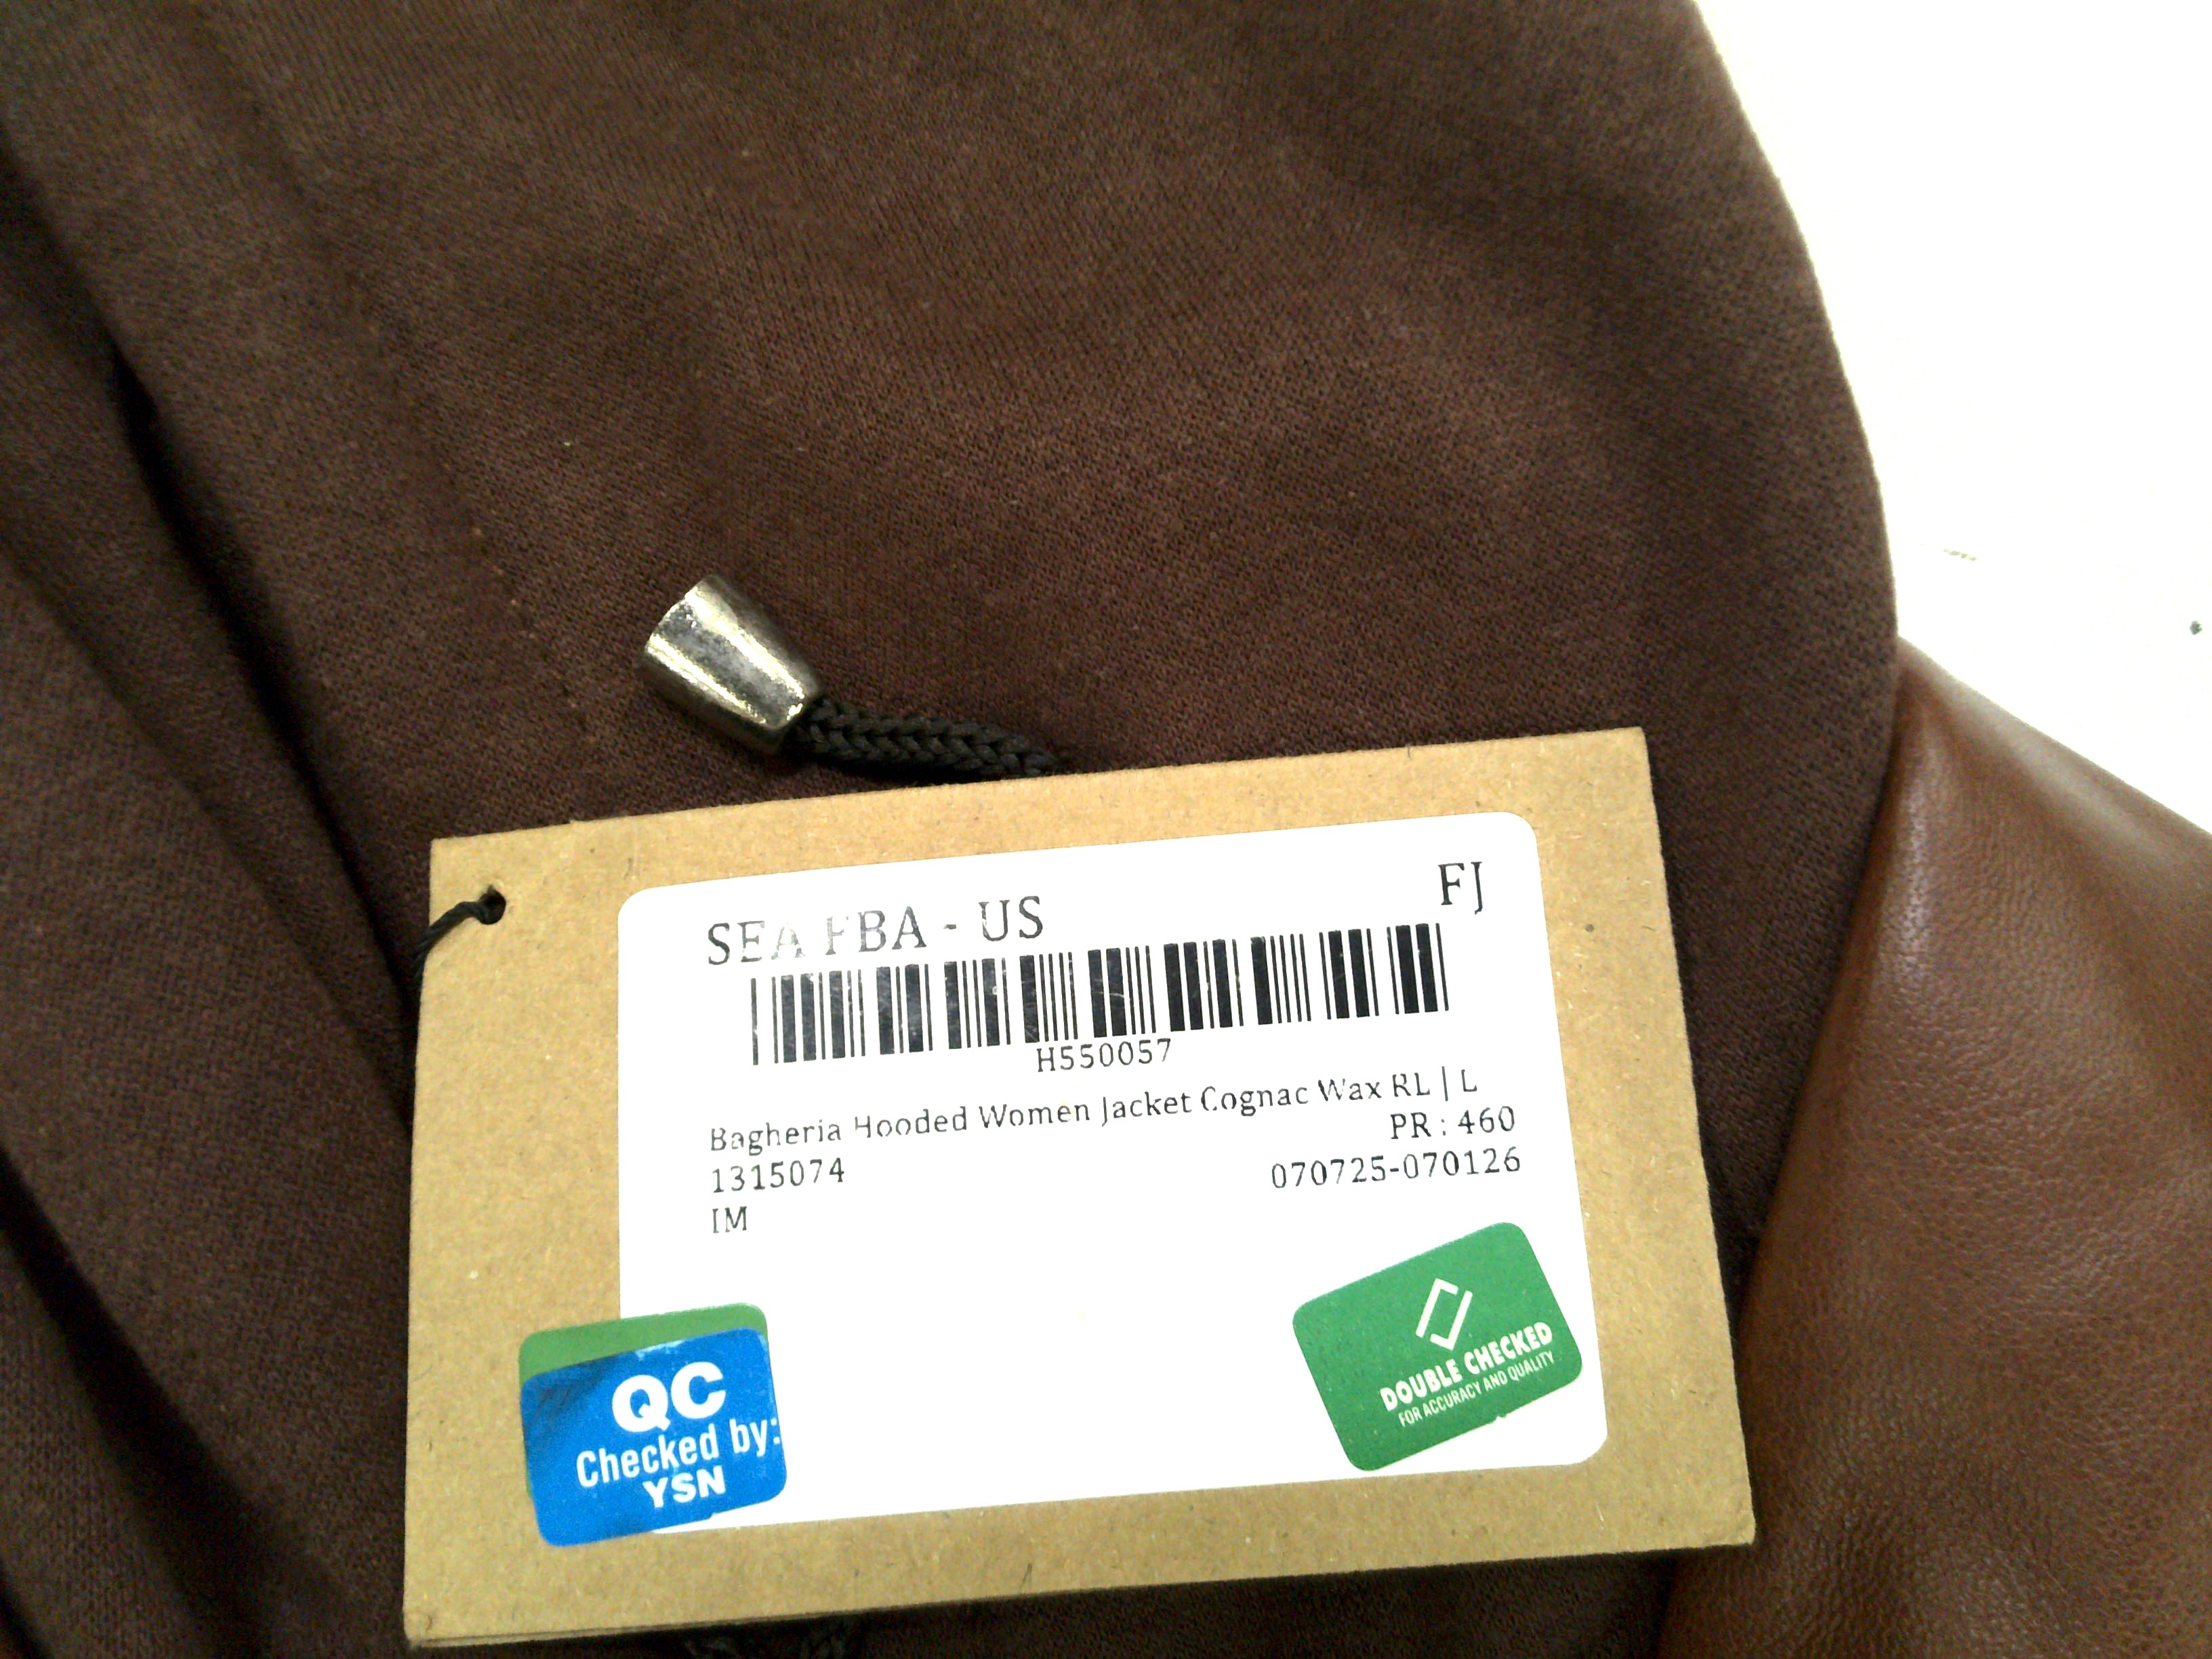 SEA FBA - US
FJ
H550057
Bagheria Hooded Women Jacket Cognac Wax RL | L
PR : 460
1315074
070725-070126
IM
QC
Checked by:
YSN
DOUBLE CHECKED
FOR ACCURACY AND QUALITY